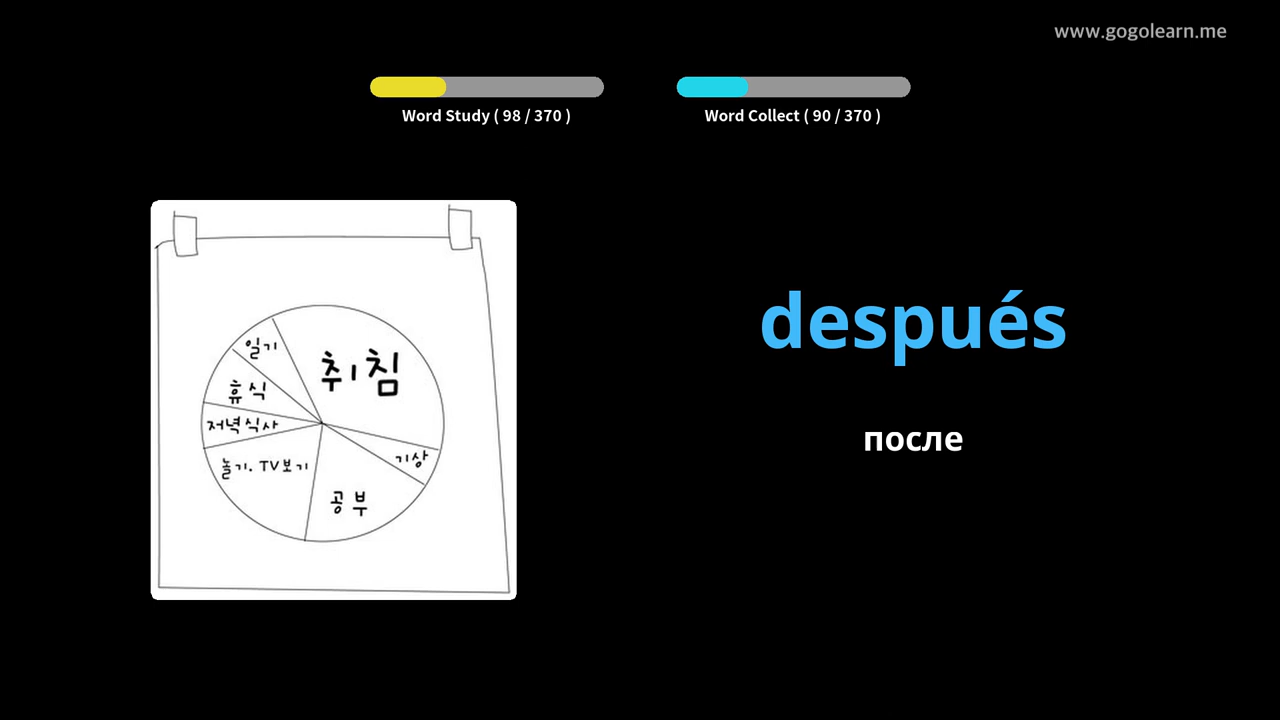 www.gogolearn.me
Word Study ( 98 / 370 )
Word Collect ( 90 / 370 )
일기
취침
휴식
저녁식사
놀기. TV보기
기상
공부
después
после